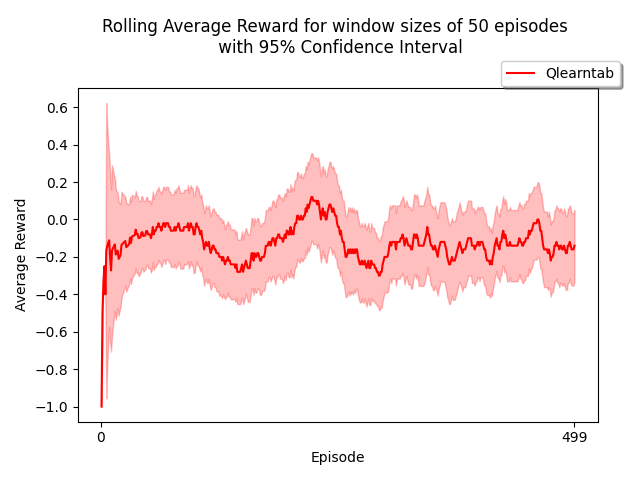 Rolling Average Reward for window sizes of 50 episodes
with 95% Confidence Interval
Qlearntab
0.6
0.4
0.2
0.0
−0.2
−0.4
−0.6
−0.8
−1.0
Average Reward
0
499
Episode